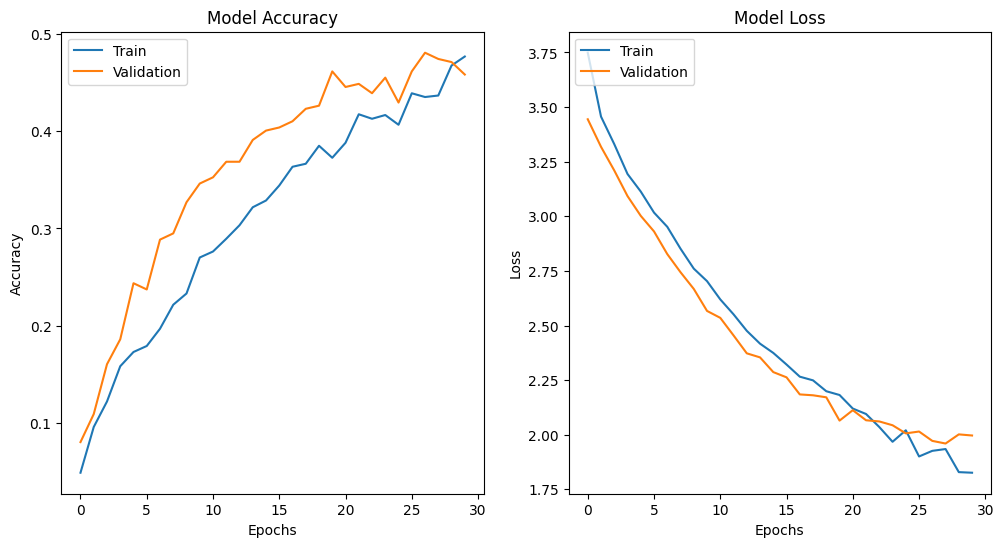 Model Accuracy
Train
Validation
0.5
0.4
0.3
0.2
0.1
Accuracy
0
5
10
15
20
25
30
Epochs
Model Loss
Train
Validation
3.75
3.50
3.25
3.00
2.75
2.50
2.25
2.00
1.75
Loss
0
5
10
15
20
25
30
Epochs